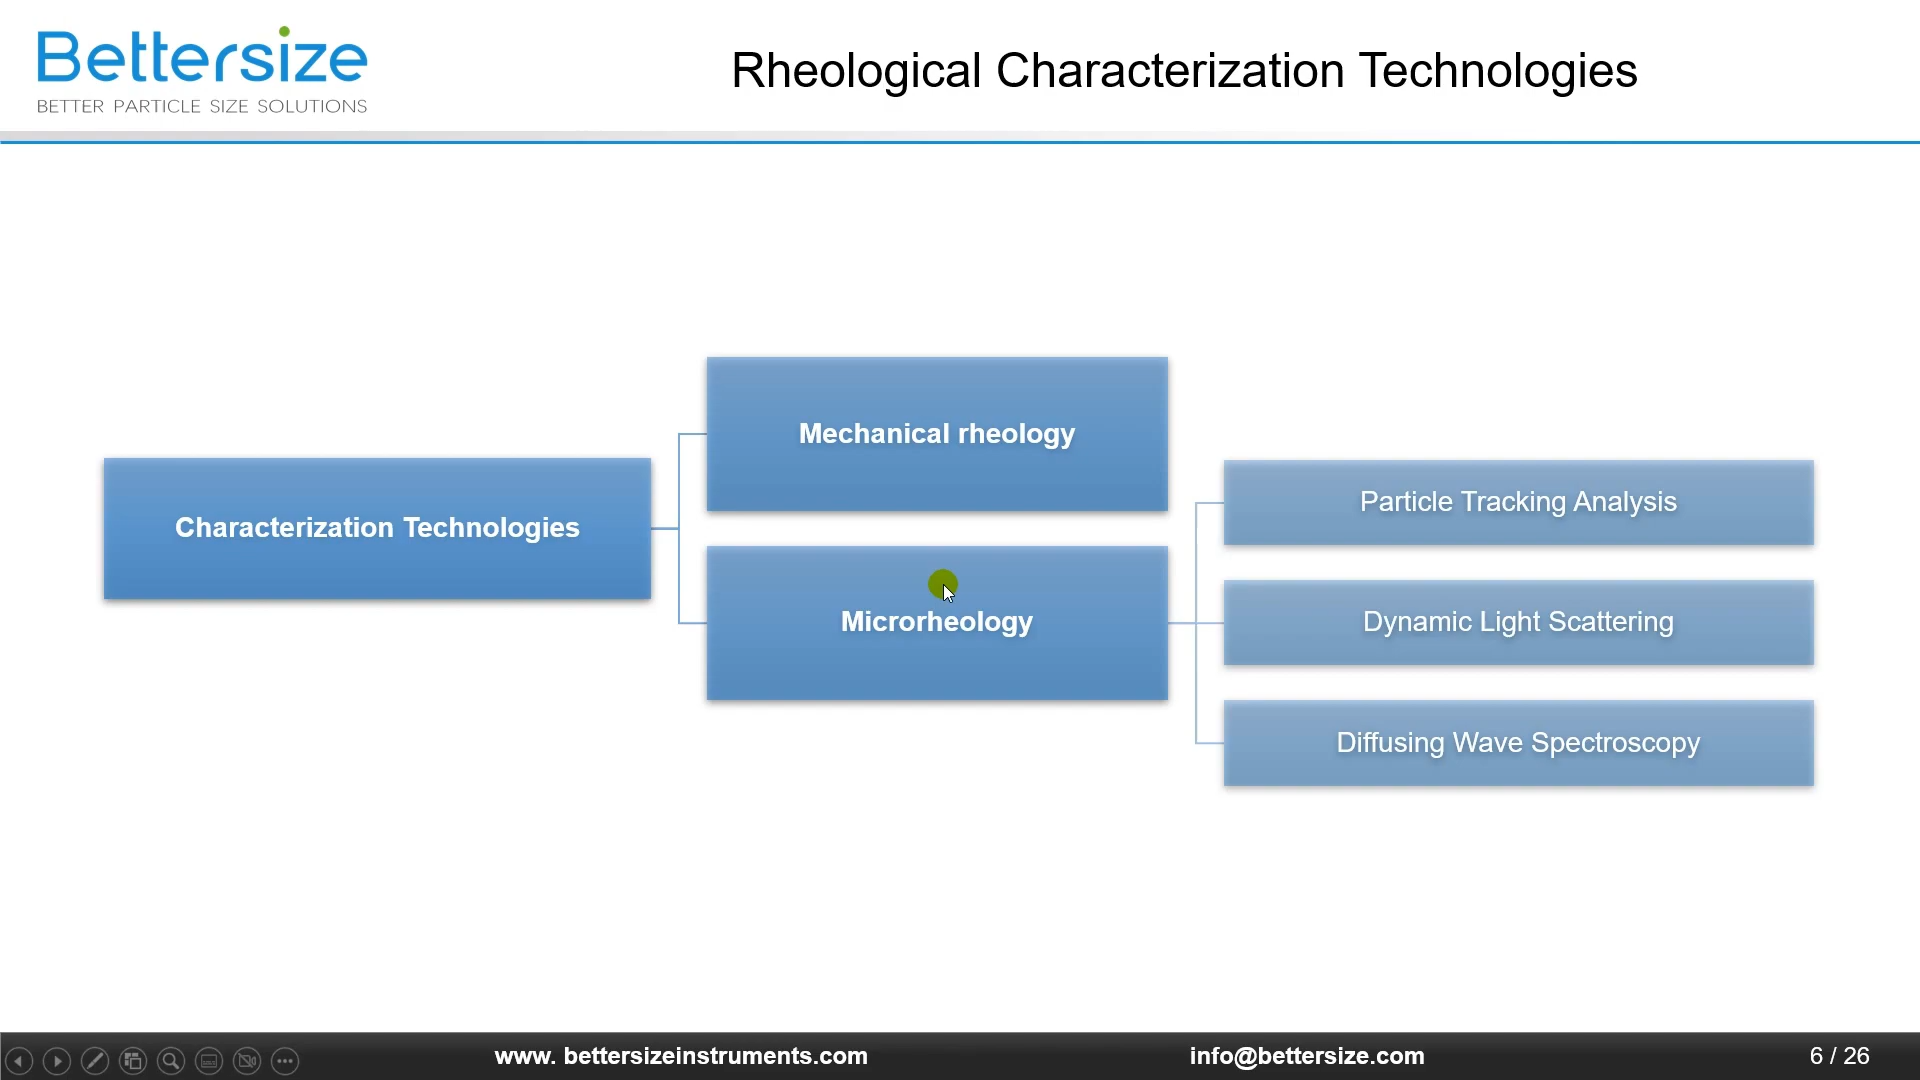 Bettersize
BETTER PARTICLE SIZE SOLUTIONS
Rheological Characterization Technologies
Characterization Technologies
Mechanical rheology
Microrheology
Particle Tracking Analysis
Dynamic Light Scattering
Diffusing Wave Spectroscopy
www. bettersizeinstruments.com
info@bettersize.com
6 / 26